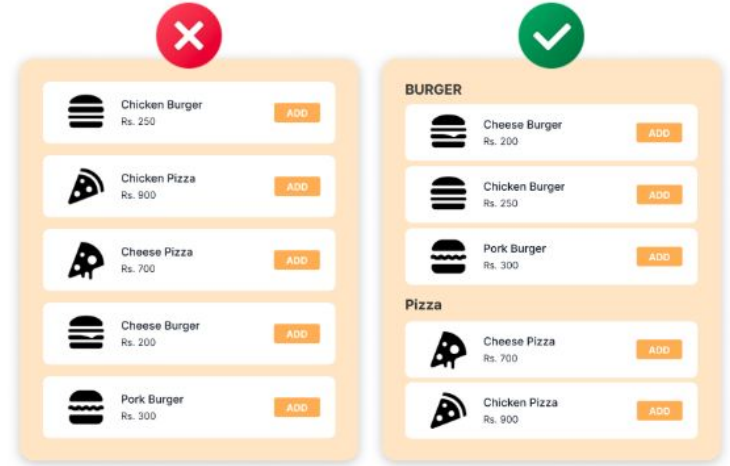 Chicken Burger
Rs. 250
ADD
Chicken Pizza
Rs. 900
ADD
Cheese Pizza
Rs. 700
ADD
Cheese Burger
Rs. 200
ADD
Pork Burger
Rs. 300
ADD
BURGER
Cheese Burger
Rs. 200
ADD
Chicken Burger
Rs. 250
ADD
Pork Burger
Rs. 300
ADD
Pizza
Cheese Pizza
Rs. 700
ADD
Chicken Pizza
Rs. 900
ADD